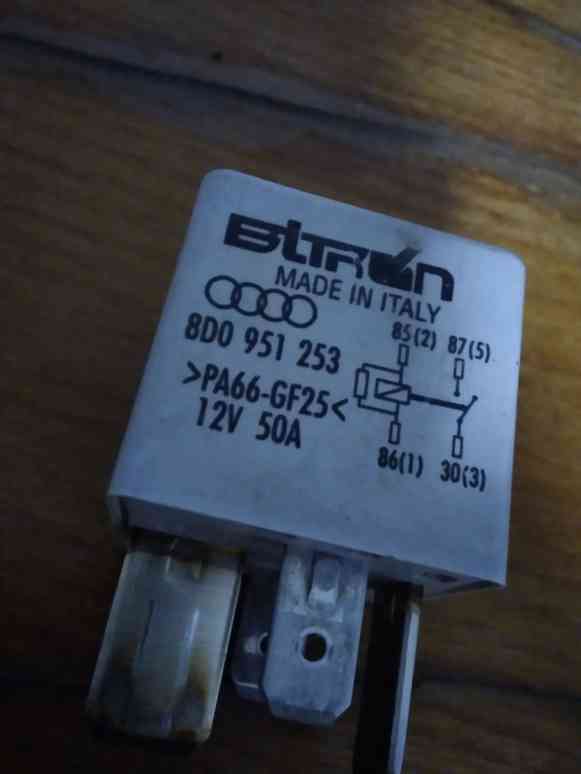 BITRON
MADE IN ITALY
8D0 951 253
>PA66-GF25<
12V 50A
85(2) 87(5)
86(1) 30(3)